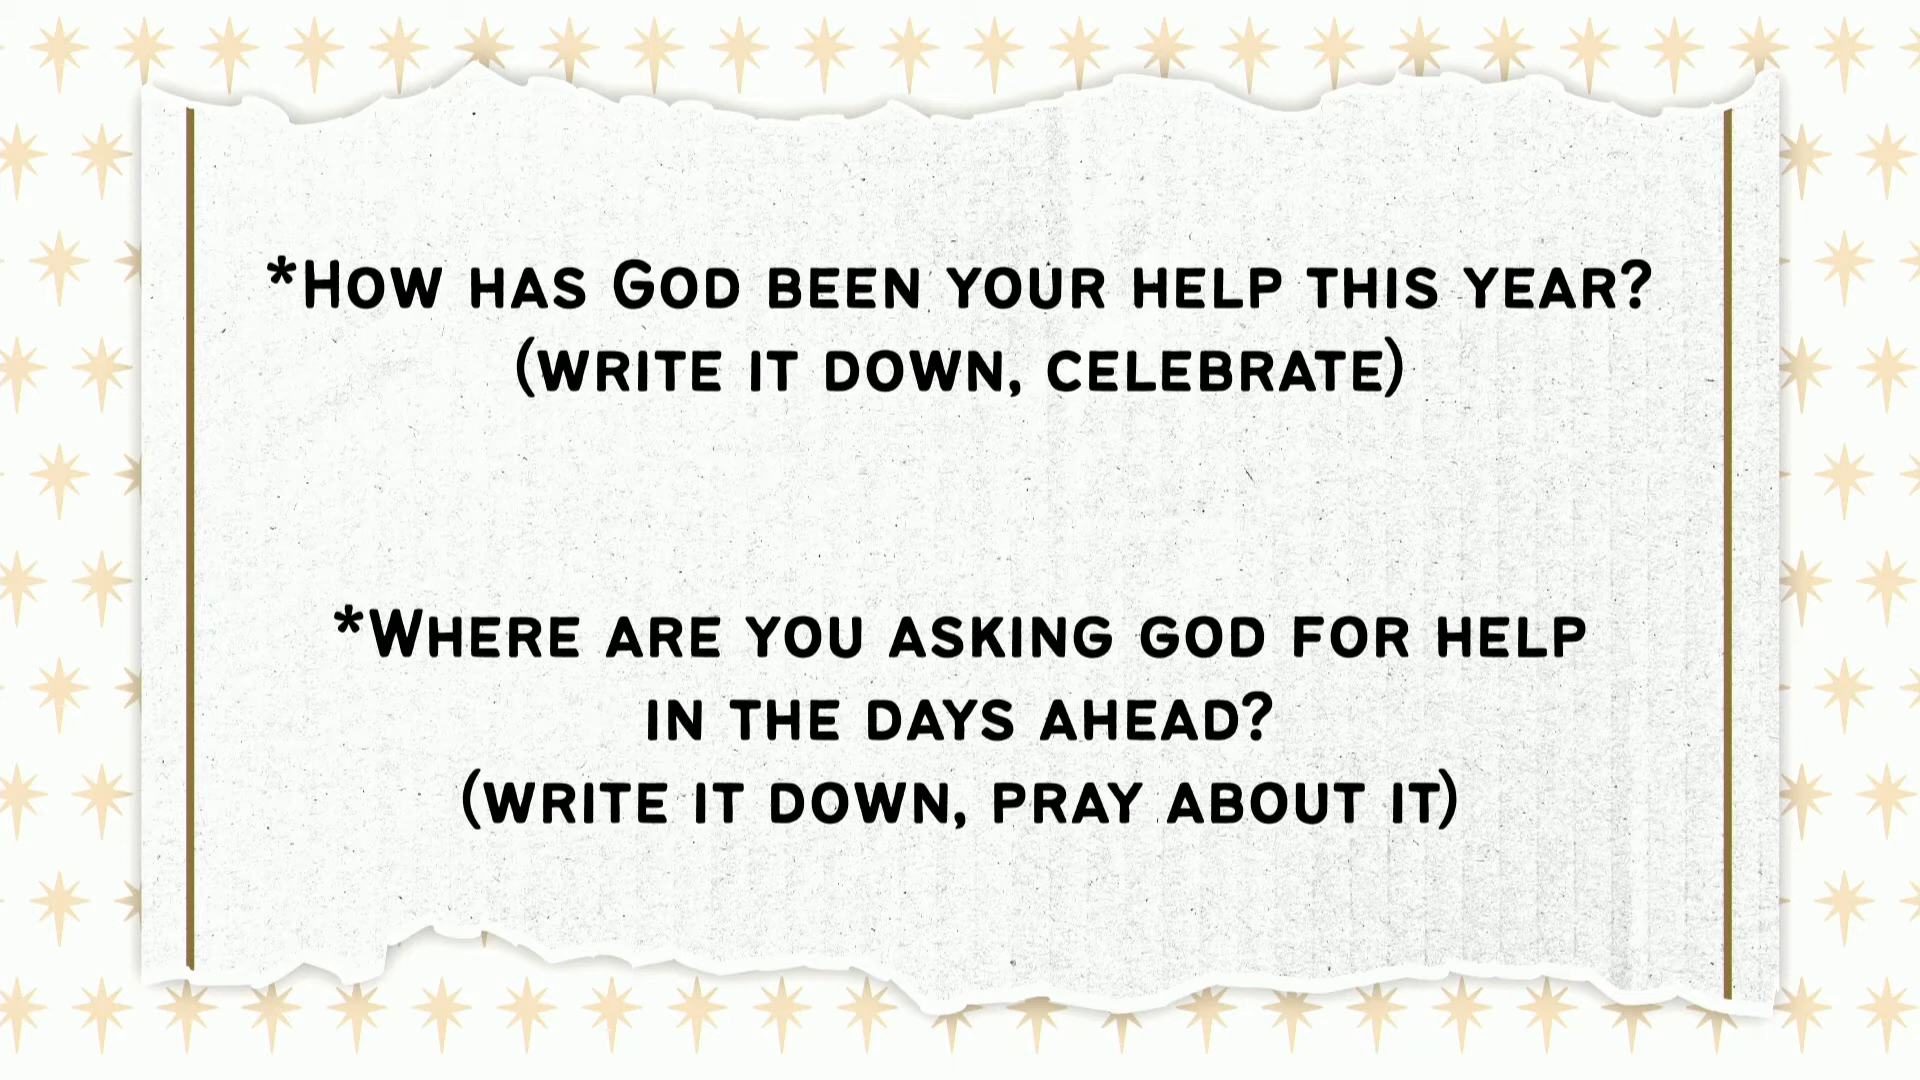 *How has God been your help this year?
(write it down, celebrate)
*Where are you asking god for help
in the days ahead?
(write it down, pray about it)